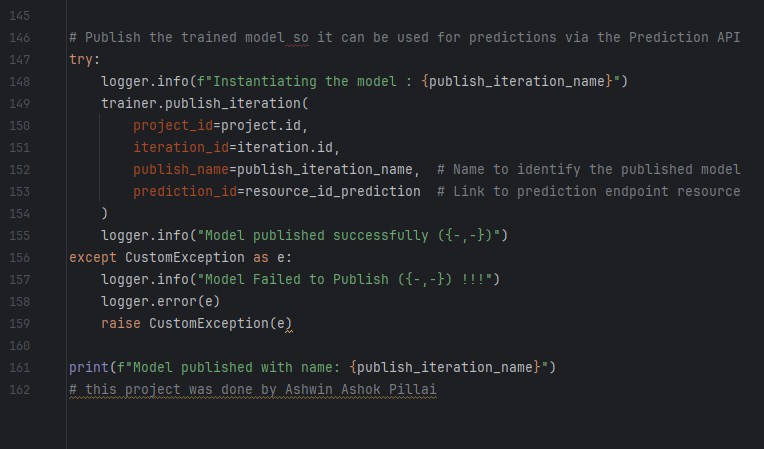 145
146 # Publish the trained model so it can be used for predictions via the Prediction API
147 try:
148     logger.info(f"Instantiating the model : {publish_iteration_name}")
149     trainer.publish_iteration(
150         project_id=project.id,
151         iteration_id=iteration.id,
152         publish_name=publish_iteration_name,  # Name to identify the published model
153         prediction_id=resource_id_prediction  # Link to prediction endpoint resource
154     )
155     logger.info("Model published successfully ({-,-})")
156 except CustomException as e:
157     logger.info("Model Failed to Publish ({-,-}) !!!")
158     logger.error(e)
159     raise CustomException(e)
160
161 print(f"Model published with name: {publish_iteration_name}")
162 # this project was done by Ashwin Ashok Pillai